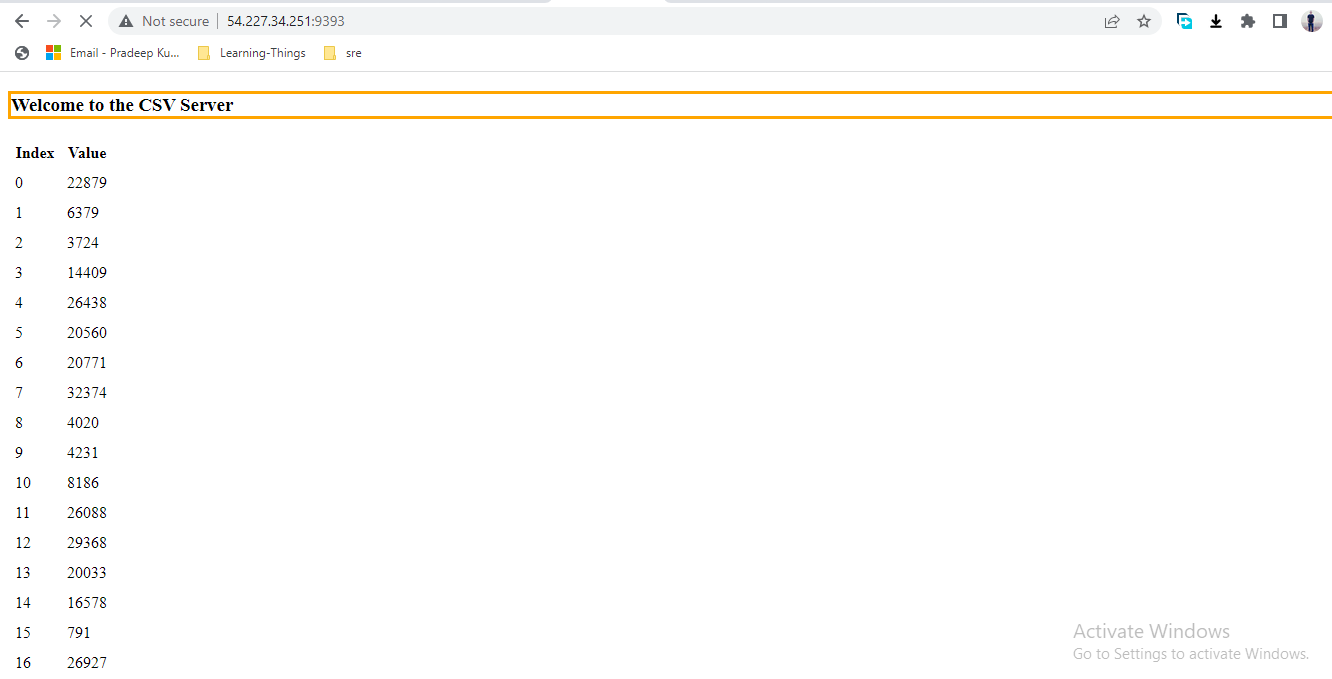 Not secure 54.227.34.251:9393
Email - Pradeep Ku... Learning-Things sre
Welcome to the CSV Server
Index Value
0 22879
1 6379
2 3724
3 14409
4 26438
5 20560
6 20771
7 32374
8 4020
9 4231
10 8186
11 26088
12 29368
13 20033
14 16578
15 791
16 26927
Activate Windows
Go to Settings to activate Windows.